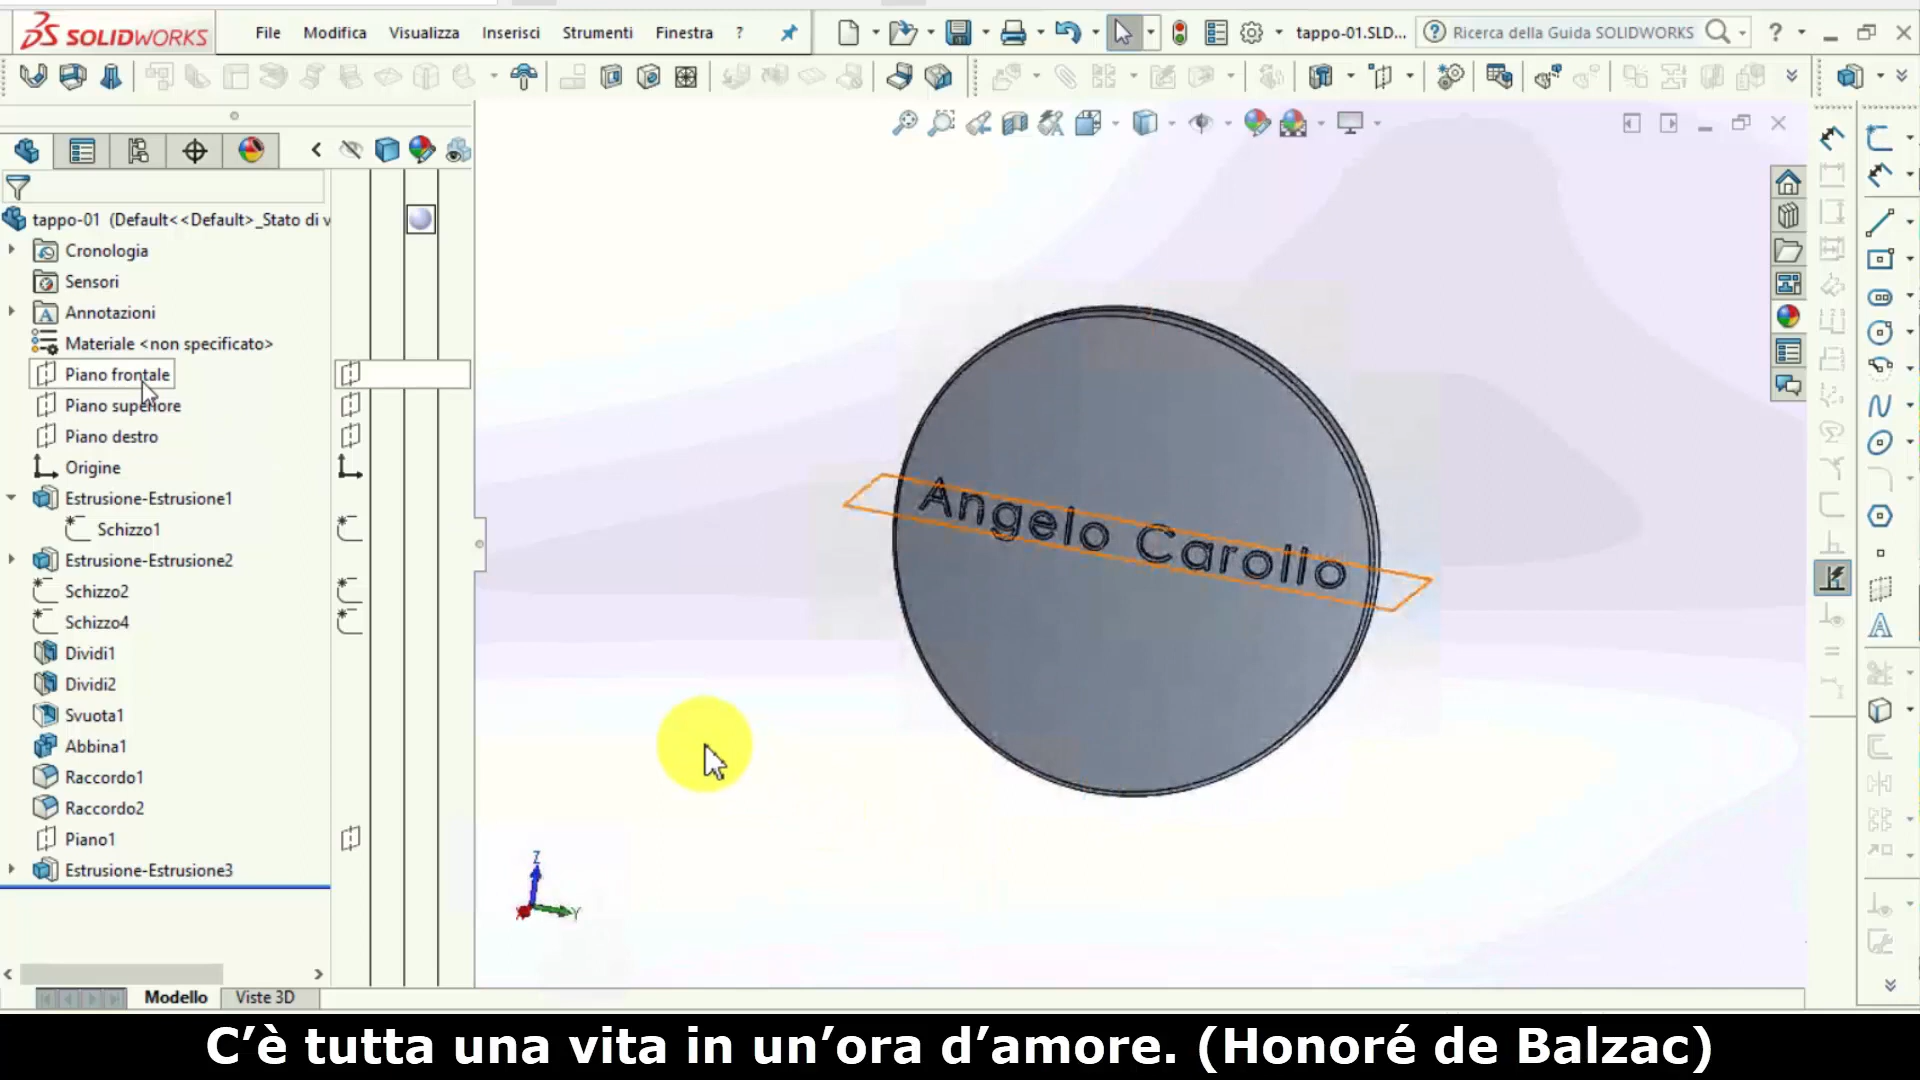 SOLIDWORKS
File Modifica Visualizza Inserisci Strumenti Finestra ?
tappo-01.SLD...
Ricerca della Guida SOLIDWORKS
tappo-01 (Default<<Default>_Stato di v
Cronologia
Sensori
Annotazioni
Materiale <non specificato>
Piano frontale
Piano superiore
Piano destro
Origine
Estrusione-Estrusione1
Schizzo1
Estrusione-Estrusione2
Schizzo2
Schizzo4
Dividi1
Dividi2
Svuota1
Abbina1
Raccordo1
Raccordo2
Piano1
Estrusione-Estrusione3
Angelo Carollo
Z
Y
X
Modello Viste 3D
C’è tutta una vita in un’ora d’amore. (Honoré de Balzac)